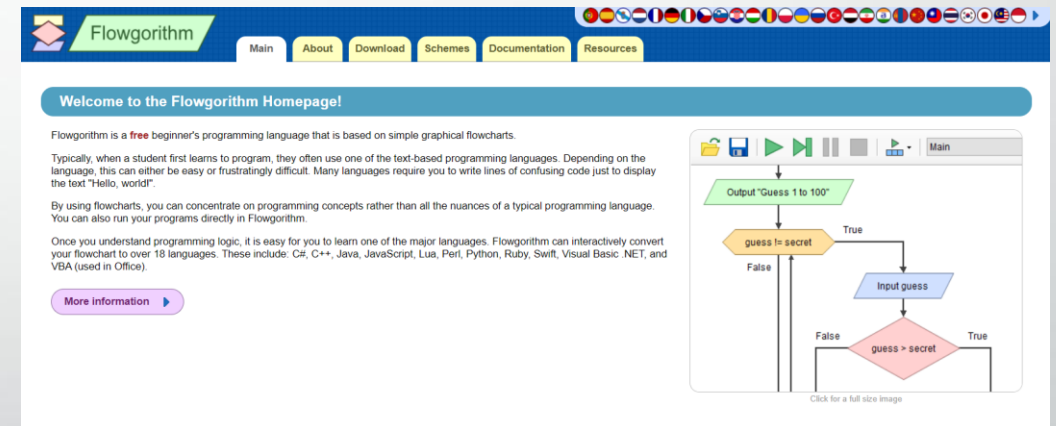 Flowgorithm
Main
About
Download
Schemes
Documentation
Resources
Welcome to the Flowgorithm Homepage!
Flowgorithm is a free beginner's programming language that is based on simple graphical flowcharts.
Typically, when a student first learns to program, they often use one of the text-based programming languages. Depending on the
language, this can either be easy or frustratingly difficult. Many languages require you to write lines of confusing code just to display
the text "Hello, world!".
By using flowcharts, you can concentrate on programming concepts rather than all the nuances of a typical programming language.
You can also run your programs directly in Flowgorithm.
Once you understand programming logic, it is easy for you to learn one of the major languages. Flowgorithm can interactively convert
your flowchart to over 18 languages. These include: C#, C++, Java, JavaScript, Lua, Perl, Python, Ruby, Swift, Visual Basic .NET, and
VBA (used in Office).
More information
Main
Output "Guess 1 to 100"
guess != secret
True
False
Input guess
False
guess > secret
True
Click for a full size image